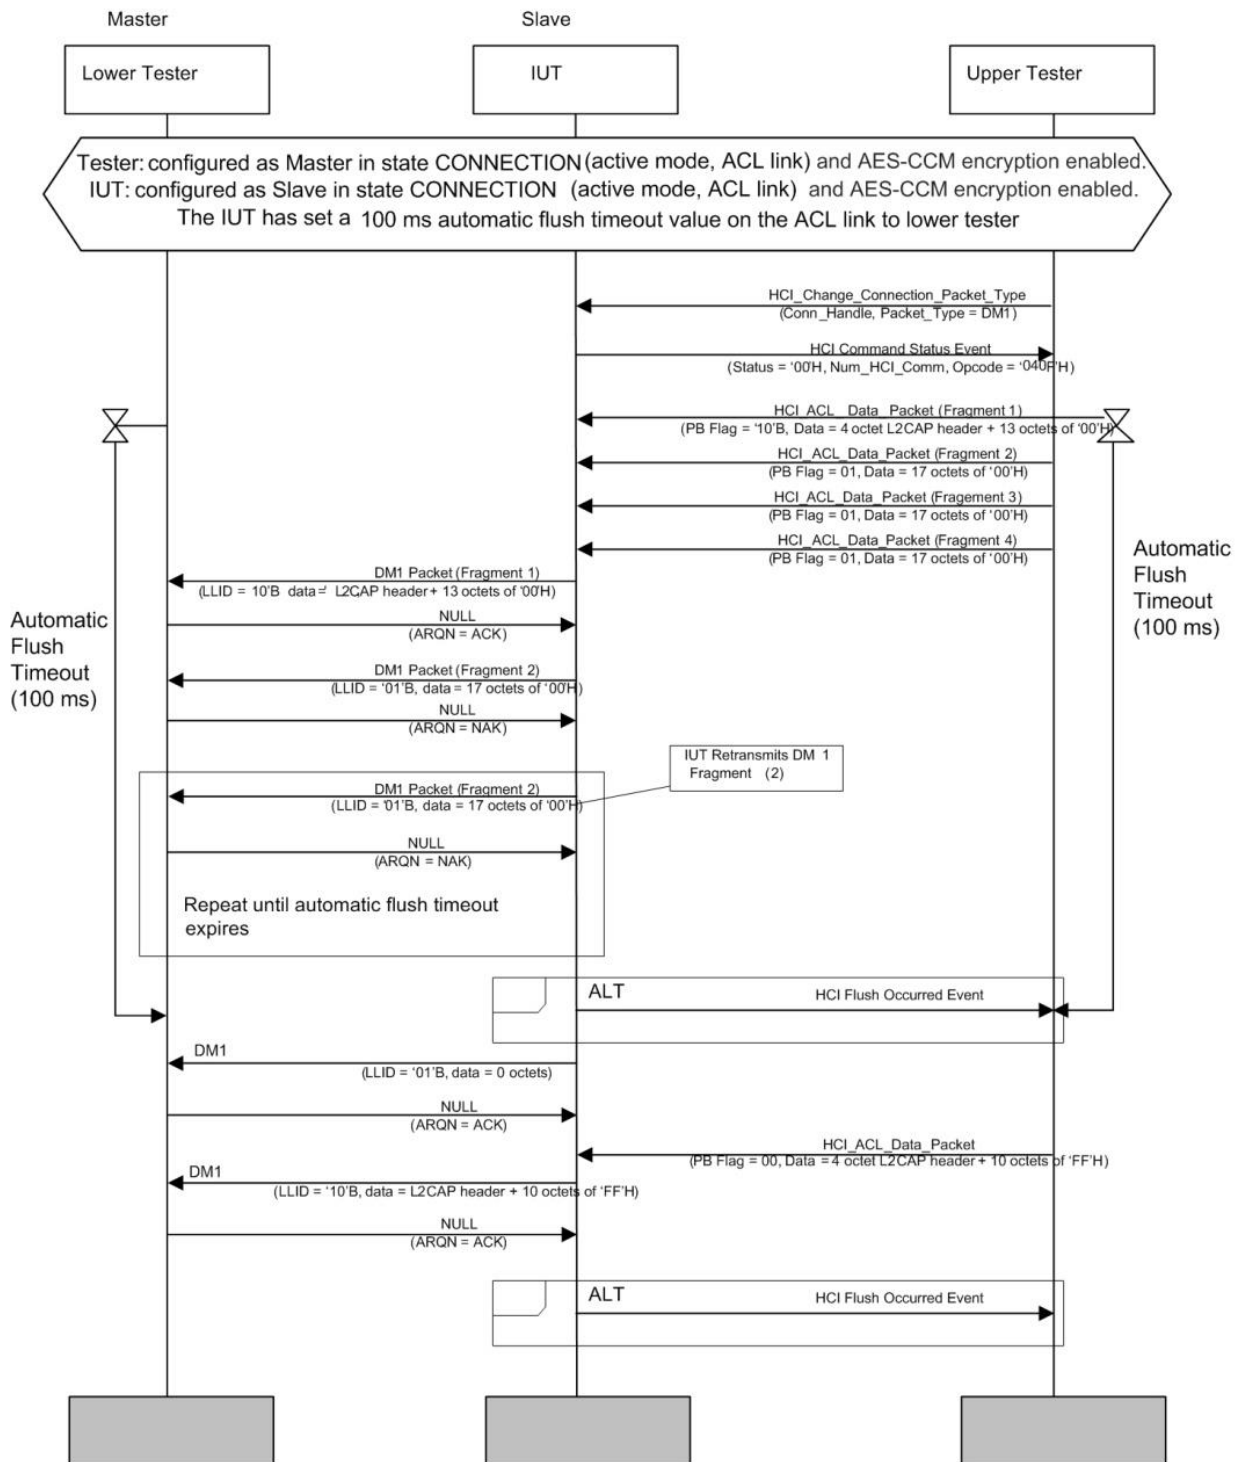 Master
Slave
Lower Tester
IUT
Upper Tester
Tester: configured as Master in state CONNECTION (active mode, ACL link) and AES-CCM encryption enabled.
IUT: configured as Slave in state CONNECTION (active mode, ACL link) and AES-CCM encryption enabled.
The IUT has set a 100 ms automatic flush timeout value on the ACL link to lower tester
HCI_Change_Connection_Packet_Type
(Conn_Handle, Packet_Type = DM1)
HCI Command Status Event
(Status = '00'H, Num_HCI_Comm, Opcode = '040F'H)
HCI_ACL_Data_Packet (Fragment 1)
(PB Flag = '10'B, Data = 4 octet L2CAP header + 13 octets of '00'H)
HCI_ACL_Data_Packet (Fragment 2)
(PB Flag = 01, Data = 17 octets of '00'H)
HCI_ACL_Data_Packet (Fragement 3)
(PB Flag = 01, Data = 17 octets of '00'H)
HCI_ACL_Data_Packet (Fragment 4)
(PB Flag = 01, Data = 17 octets of '00'H)
Automatic
Flush
Timeout
(100 ms)
DM1 Packet (Fragment 1)
(LLID = 10'B data=' L2CAP header + 13 octets of '00'H)
NULL
(ARQN = ACK)
Automatic
Flush
Timeout
(100 ms)
DM1 Packet (Fragment 2)
(LLID = '01'B, data = 17 octets of '00'H)
NULL
(ARQN = NAK)
IUT Retransmits DM 1
Fragment (2)
DM1 Packet (Fragment 2)
(LLID = '01'B, data = 17 octets of '00'H)
NULL
(ARQN = NAK)
Repeat until automatic flush timeout
expires
ALT
HCI Flush Occurred Event
DM1
(LLID = '01'B, data = 0 octets)
NULL
(ARQN = ACK)
HCI_ACL_Data_Packet
(PB Flag = 00, Data = 4 octet L2CAP header + 10 octets of 'FF'H)
DM1
(LLID = '10'B, data = L2CAP header + 10 octets of 'FF'H)
NULL
(ARQN = ACK)
ALT
HCI Flush Occurred Event